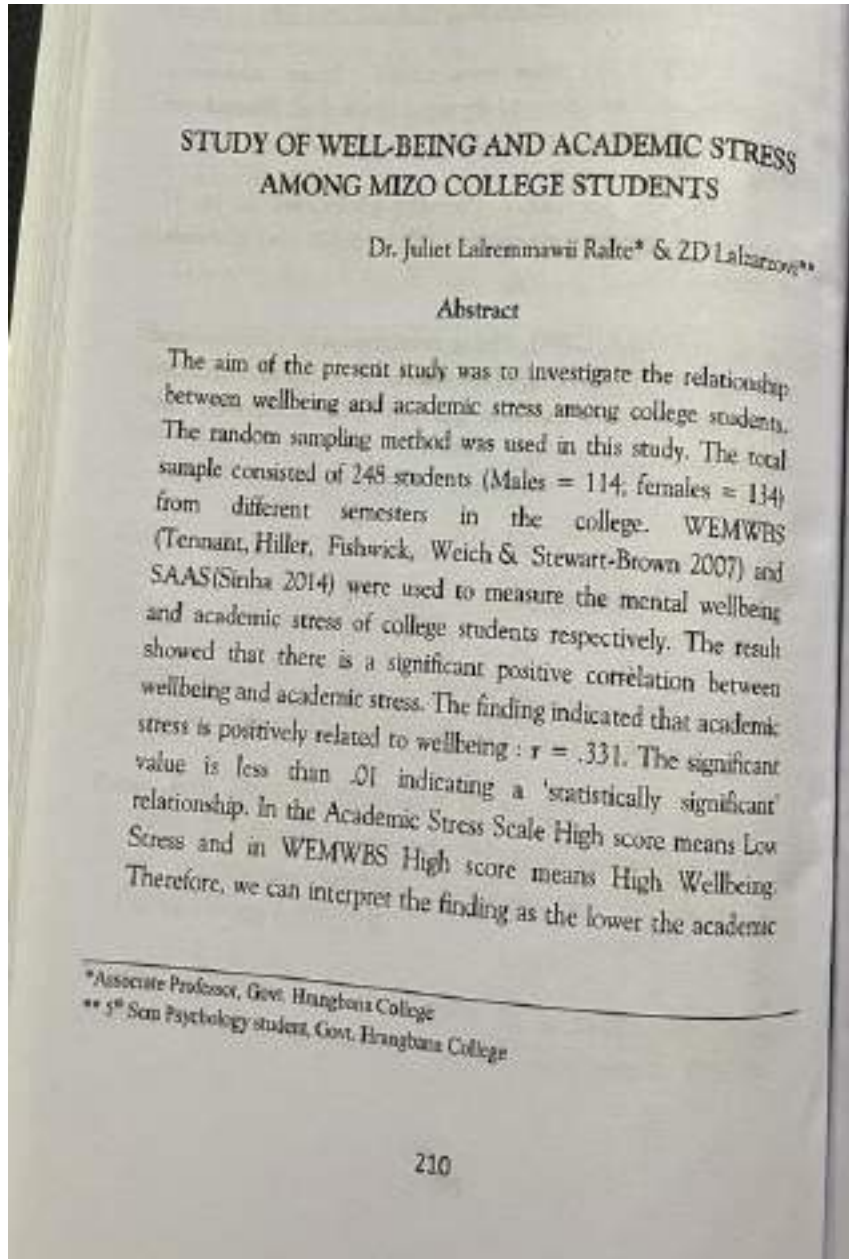 STUDY OF WELL-BEING AND ACADEMIC STRESS
AMONG MIZO COLLEGE STUDENTS
Dr. Juliet Lalremmawii Ralte* & ZD Lalzarzovi**
Abstract
The aim of the present study was to investigate the relationship
between wellbeing and academic stress among college students.
The random sampling method was used in this study. The total
sample consisted of 248 students (Males = 114; females = 134)
from different semesters in the college. WEMWBS
(Tennant, Hiller, Fishwick, Weich & Stewart-Brown 2007) and
SAAS(Sinha 2014) were used to measure the mental wellbeing
and academic stress of college students respectively. The result
showed that there is a significant positive correlation between
wellbeing and academic stress. The finding indicated that academic
stress is positively related to wellbeing : r = .331. The significant
value is less than .01 indicating a 'statistically significant'
relationship. In the Academic Stress Scale High score means Low
Stress and in WEMWBS High score means High Wellbeing.
Therefore, we can interpret the finding as the lower the academic
*Associate Professor, Govt. Hrangbana College
** 5th Sem Psychology student, Govt. Hrangbana College
210